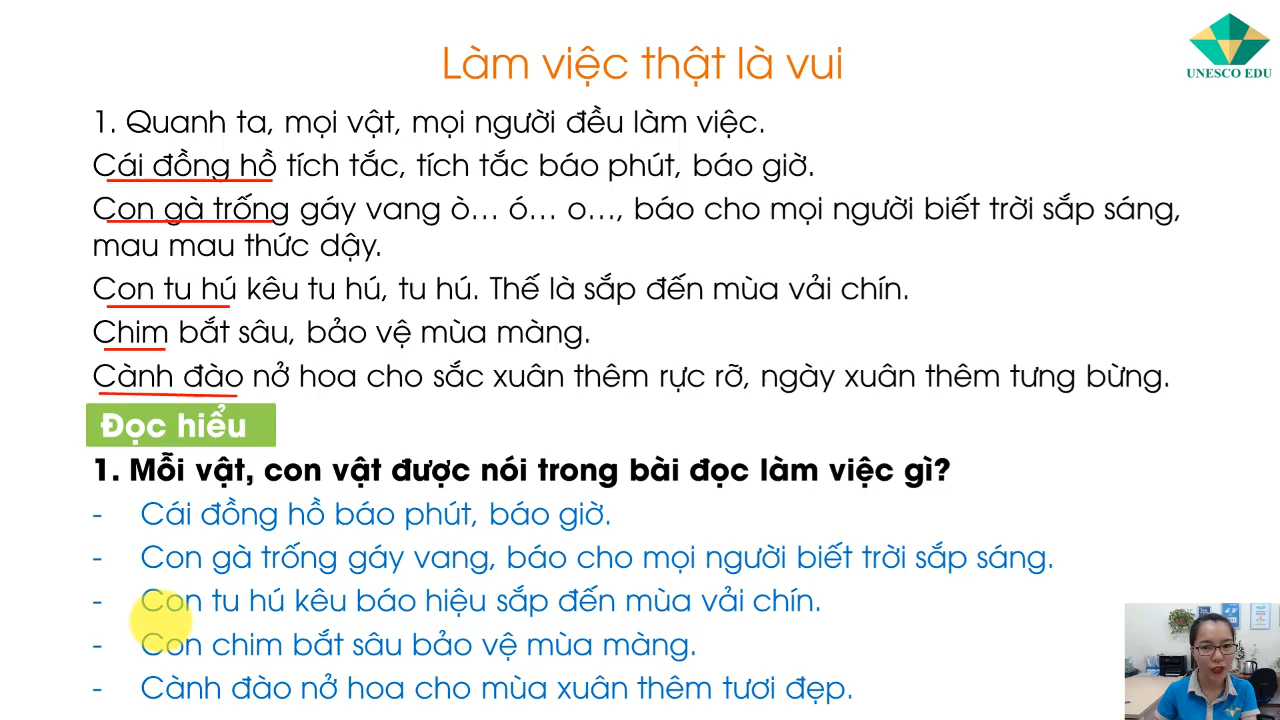 UNESCO EDU
Làm việc thật là vui
1. Quanh ta, mọi vật, mọi người đều làm việc.
Cái đồng hồ tích tắc, tích tắc báo phút, báo giờ.
Con gà trống gáy vang ò... ó... o..., báo cho mọi người biết trời sắp sáng,
mau mau thức dậy.
Con tu hú kêu tu hú, tu hú. Thế là sắp đến mùa vải chín.
Chim bắt sâu, bảo vệ mùa màng.
Cành đào nở hoa cho sắc xuân thêm rực rỡ, ngày xuân thêm tưng bừng.
Đọc hiểu
1. Mỗi vật, con vật được nói trong bài đọc làm việc gì?
- Cái đồng hồ báo phút, báo giờ.
- Con gà trống gáy vang, báo cho mọi người biết trời sắp sáng.
- Con tu hú kêu báo hiệu sắp đến mùa vải chín.
- Con chim bắt sâu bảo vệ mùa màng.
- Cành đào nở hoa cho mùa xuân thêm tươi đẹp.